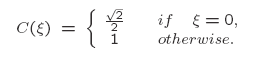 C(ξ) = { √2/2 if ξ = 0,
1 otherwise.